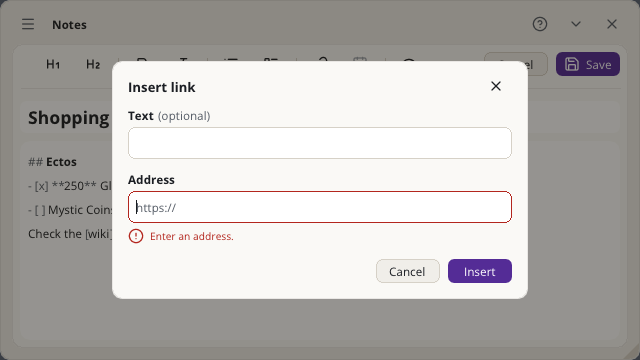 Notes
H1 H2 Save
Shopping
Insert link
Text (optional)
Address
https://
Enter an address.
Cancel Insert
## Ectos
- [x] **250** Gl
- [ ] Mystic Coins
Check the [wiki]